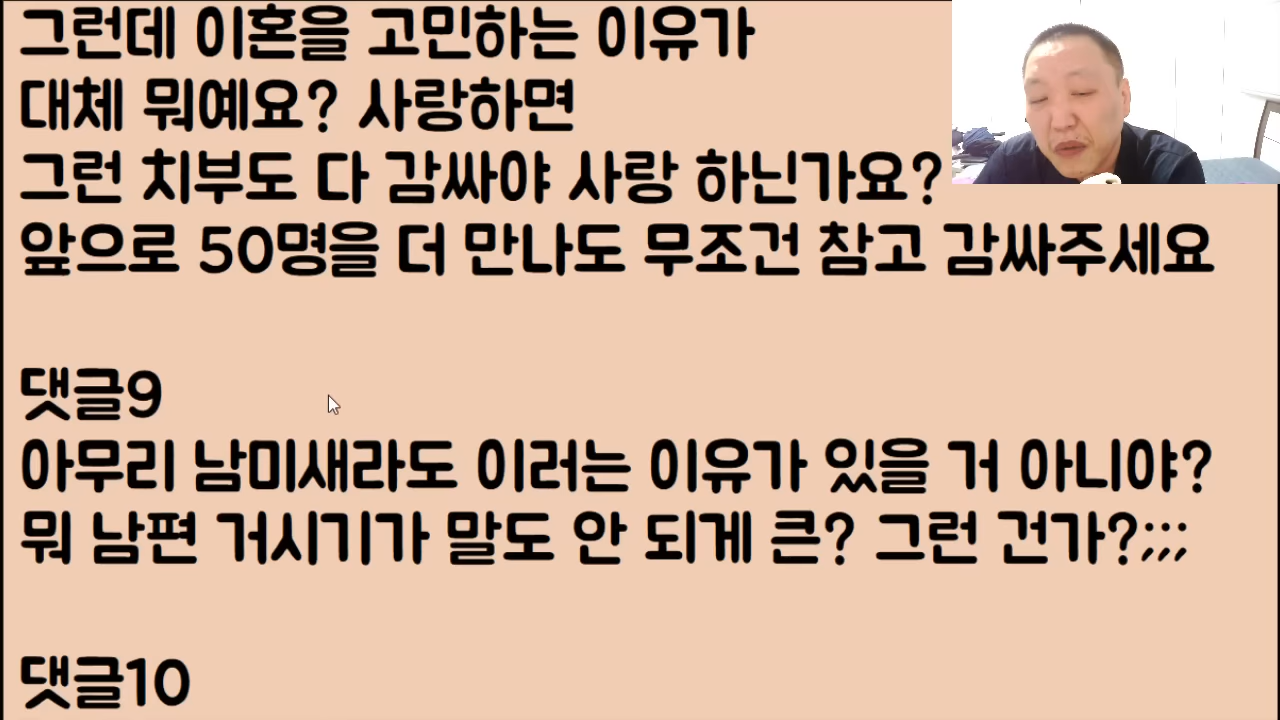 그런데 이혼을 고민하는 이유가
대체 뭐예요? 사랑하면
그런 치부도 다 감싸야 사랑 하닌가요?
앞으로 50명을 더 만나도 무조건 참고 감싸주세요
댓글9
아무리 남미새라도 이러는 이유가 있을 거 아니야?
뭐 남편 거시기가 말도 안 되게 큰? 그런 건가?;;;
댓글10